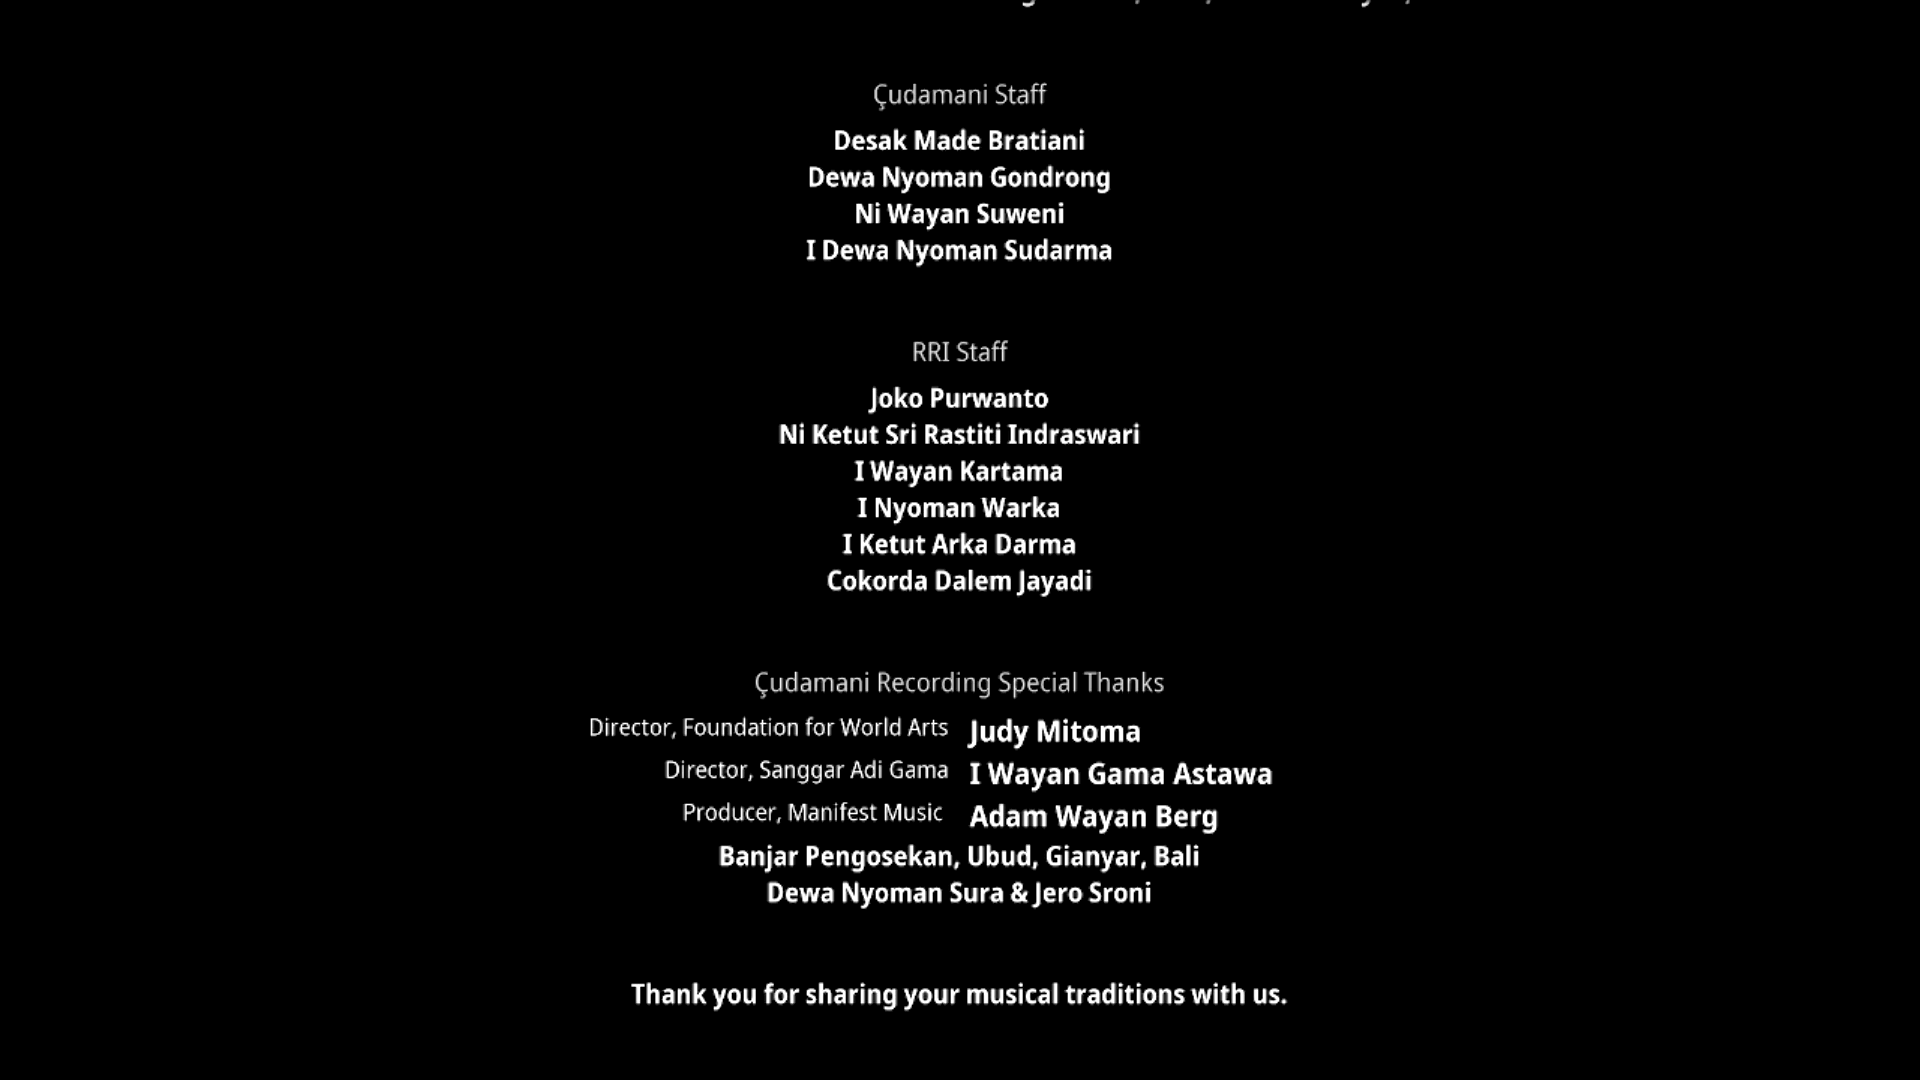 Çudamani Staff
Desak Made Bratiani
Dewa Nyoman Gondrong
Ni Wayan Suweni
I Dewa Nyoman Sudarma
RRI Staff
Joko Purwanto
Ni Ketut Sri Rastiti Indraswari
I Wayan Kartama
I Nyoman Warka
I Ketut Arka Darma
Cokorda Dalem Jayadi
Çudamani Recording Special Thanks
Director, Foundation for World Arts Judy Mitoma
Director, Sanggar Adi Gama I Wayan Gama Astawa
Producer, Manifest Music Adam Wayan Berg
Banjar Pengosekan, Ubud, Gianyar, Bali
Dewa Nyoman Sura & Jero Sroni
Thank you for sharing your musical traditions with us.